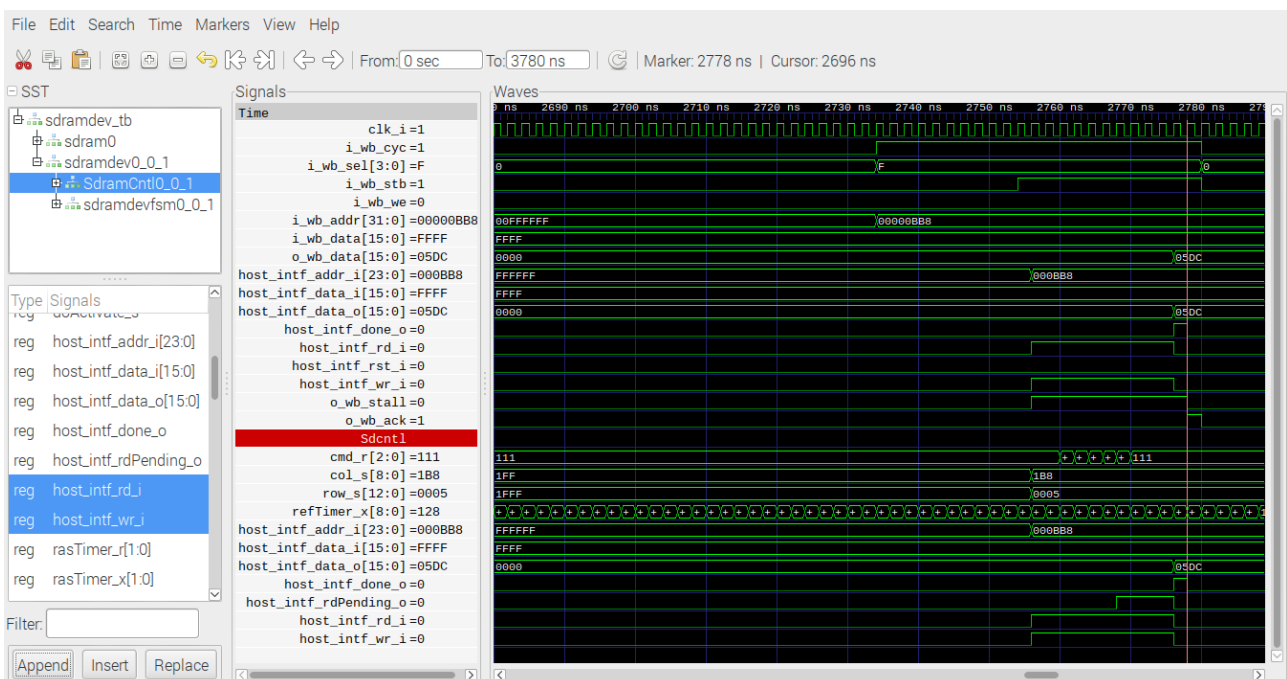 File Edit Search Time Markers View Help
From: 0 sec To: 3780 ns Marker: 2778 ns | Cursor: 2696 ns
SST
sdramdev_tb
sdram0
sdramdev0_0_1
SdramCntl0_0_1
sdramdevfsm0_0_1
Type Signals
reg host_intf_addr_i[23:0]
reg host_intf_data_i[15:0]
reg host_intf_data_o[15:0]
reg host_intf_done_o
reg host_intf_rdPending_o
reg host_intf_rd_i
reg host_intf_wr_i
reg rasTimer_r[1:0]
reg rasTimer_x[1:0]
Filter:
Append Insert Replace
Signals
Time
clk_i=1
i_wb_cyc=1
i_wb_sel[3:0]=F
i_wb_stb=1
i_wb_we=0
i_wb_addr[31:0]=00000BB8
i_wb_data[15:0]=FFFF
o_wb_data[15:0]=05DC
host_intf_addr_i[23:0]=000BB8
host_intf_data_i[15:0]=FFFF
host_intf_data_o[15:0]=05DC
host_intf_done_o=0
host_intf_rd_i=0
host_intf_rst_i=0
host_intf_wr_i=0
o_wb_stall=0
o_wb_ack=1
Sdcntl
cmd_r[2:0]=111
col_s[8:0]=1B8
row_s[12:0]=0005
refTimer_x[8:0]=128
host_intf_addr_i[23:0]=000BB8
host_intf_data_i[15:0]=FFFF
host_intf_data_o[15:0]=05DC
host_intf_done_o=0
host_intf_rdPending_o=0
host_intf_rd_i=0
host_intf_wr_i=0
Waves
ns 2690 ns 2700 ns 2710 ns 2720 ns 2730 ns 2740 ns 2750 ns 2760 ns 2770 ns 2780 ns
0 F 0
00FFFFFF 00000BB8
FFFF
0000 05DC
FFFFFF 000BB8
FFFF
0000 05DC
111 + + + + + 111
1FF 1B8
1FFF 0005
FFFFFF 000BB8
FFFF
0000 05DC